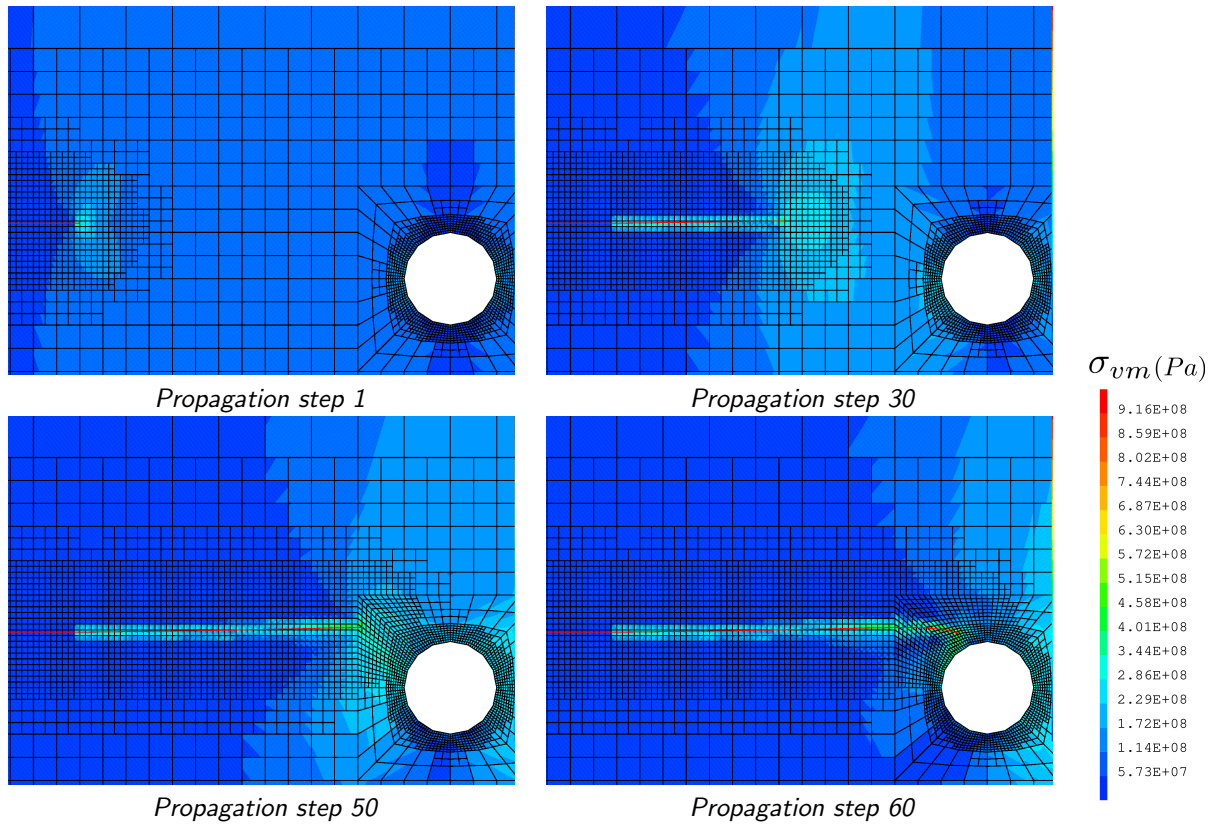 Propagation step 1
Propagation step 30
σvm(Pa)
9.16E+08
8.59E+08
8.02E+08
7.44E+08
6.87E+08
6.30E+08
5.72E+08
5.15E+08
4.58E+08
4.01E+08
3.44E+08
2.86E+08
2.29E+08
1.72E+08
1.14E+08
5.73E+07
Propagation step 50
Propagation step 60